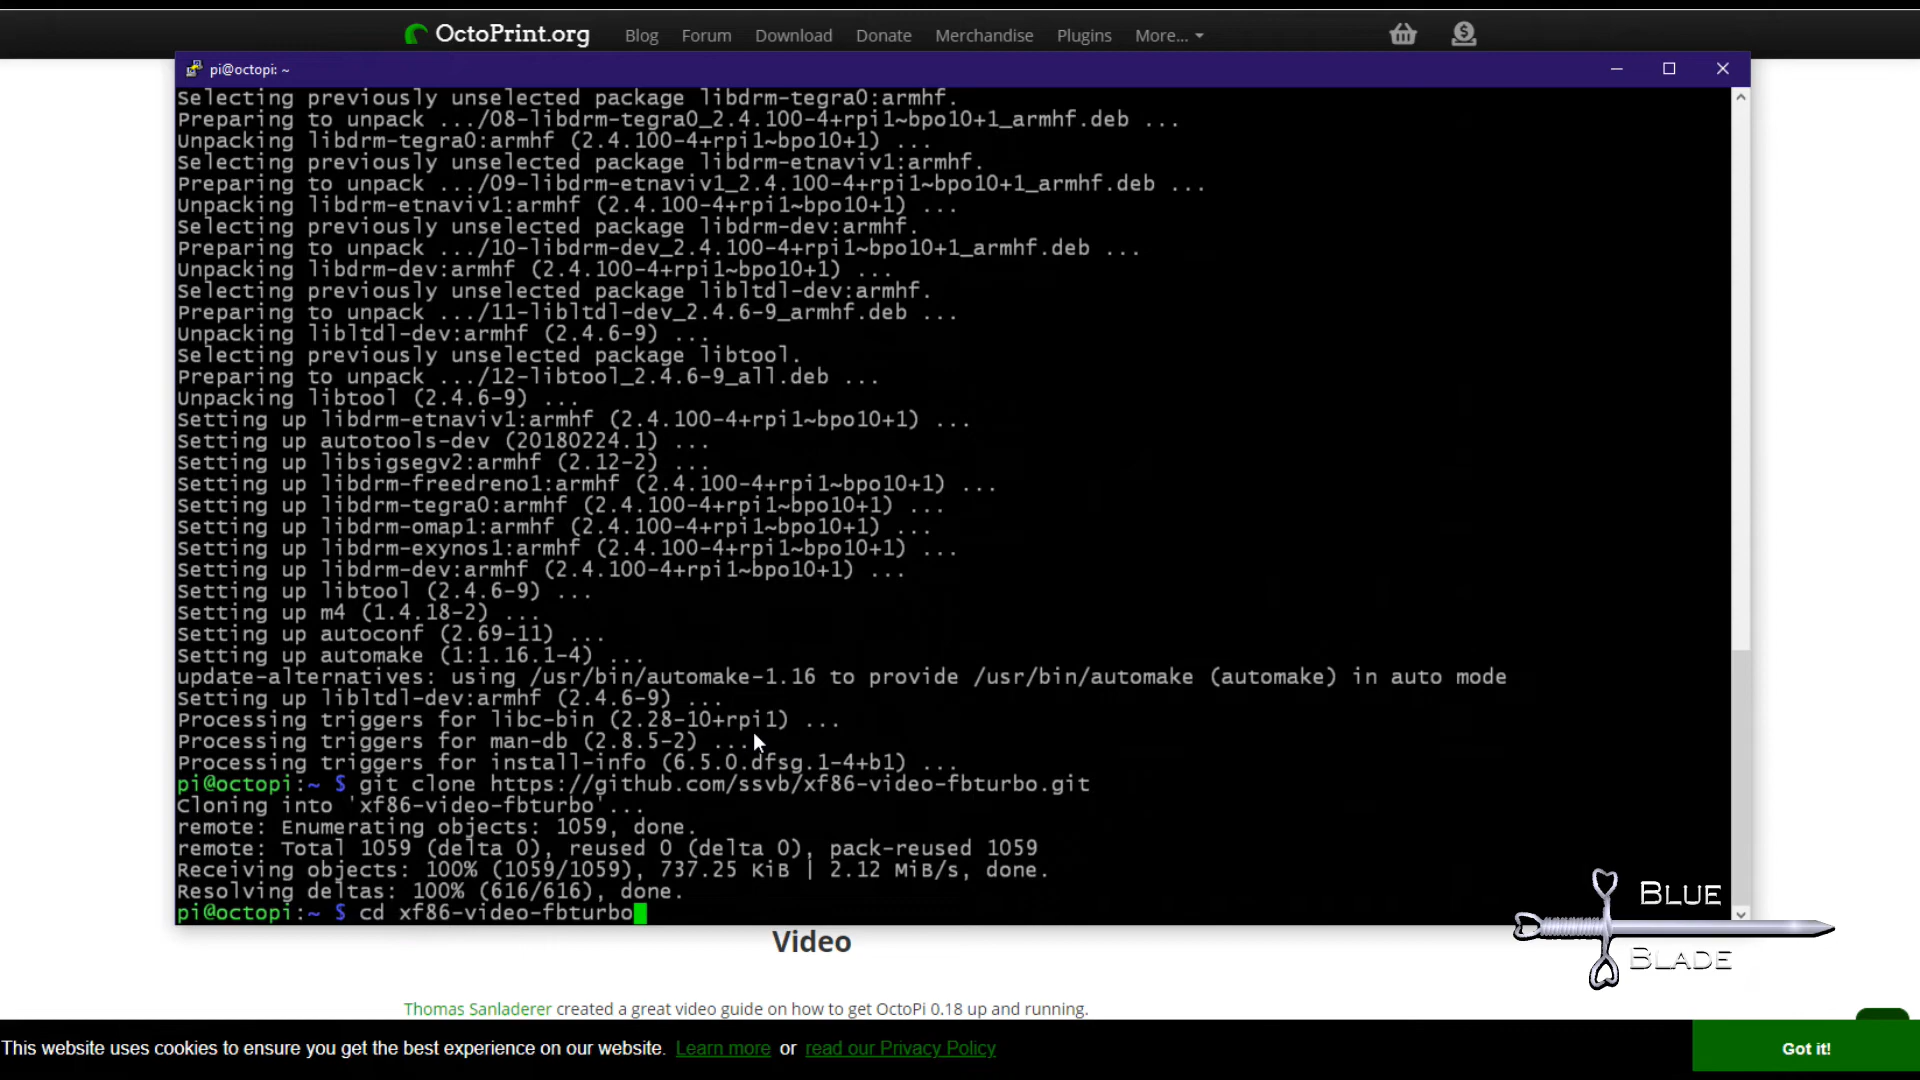 OctoPrint.org Blog Forum Download Donate Merchandise Plugins More...
pi@octopi: ~
Selecting previously unselected package libdrm-tegra0:armhf.
Preparing to unpack .../08-libdrm-tegra0_2.4.100-4+rpi1~bpo10+1_armhf.deb ...
Unpacking libdrm-tegra0:armhf (2.4.100-4+rpi1~bpo10+1) ...
Selecting previously unselected package libdrm-etnaviv1:armhf.
Preparing to unpack .../09-libdrm-etnaviv1_2.4.100-4+rpi1~bpo10+1_armhf.deb ...
Unpacking libdrm-etnaviv1:armhf (2.4.100-4+rpi1~bpo10+1) ...
Selecting previously unselected package libdrm-dev:armhf.
Preparing to unpack .../10-libdrm-dev_2.4.100-4+rpi1~bpo10+1_armhf.deb ...
Unpacking libdrm-dev:armhf (2.4.100-4+rpi1~bpo10+1) ...
Selecting previously unselected package libltdl-dev:armhf.
Preparing to unpack .../11-libltdl-dev_2.4.6-9_armhf.deb ...
Unpacking libltdl-dev:armhf (2.4.6-9) ...
Selecting previously unselected package libtool.
Preparing to unpack .../12-libtool_2.4.6-9_all.deb ...
Unpacking libtool (2.4.6-9) ...
Setting up libdrm-etnaviv1:armhf (2.4.100-4+rpi1~bpo10+1) ...
Setting up autotools-dev (20180224.1) ...
Setting up libsigsegv2:armhf (2.12-2) ...
Setting up libdrm-freedreno1:armhf (2.4.100-4+rpi1~bpo10+1) ...
Setting up libdrm-tegra0:armhf (2.4.100-4+rpi1~bpo10+1) ...
Setting up libdrm-omap1:armhf (2.4.100-4+rpi1~bpo10+1) ...
Setting up libdrm-exynos1:armhf (2.4.100-4+rpi1~bpo10+1) ...
Setting up libdrm-dev:armhf (2.4.100-4+rpi1~bpo10+1) ...
Setting up libtool (2.4.6-9) ...
Setting up m4 (1.4.18-2) ...
Setting up autoconf (2.69-11) ...
Setting up automake (1:1.16.1-4) ...
update-alternatives: using /usr/bin/automake-1.16 to provide /usr/bin/automake (automake) in auto mode
Setting up libltdl-dev:armhf (2.4.6-9) ...
Processing triggers for libc-bin (2.28-10+rpi1) ...
Processing triggers for man-db (2.8.5-2) ...
Processing triggers for install-info (6.5.0.dfsg.1-4+b1) ...
pi@octopi:~ $ git clone https://github.com/ssvb/xf86-video-fbturbo.git
Cloning into 'xf86-video-fbturbo'...
remote: Enumerating objects: 1059, done.
remote: Total 1059 (delta 0), reused 0 (delta 0), pack-reused 1059
Receiving objects: 100% (1059/1059), 737.25 KiB | 2.12 MiB/s, done.
Resolving deltas: 100% (616/616), done.
pi@octopi:~ $ cd xf86-video-fbturbo
BLUE
BLADE
Video
Thomas Sanladerer created a great video guide on how to get OctoPi 0.18 up and running.
This website uses cookies to ensure you get the best experience on our website. Learn more or read our Privacy Policy
Got it!